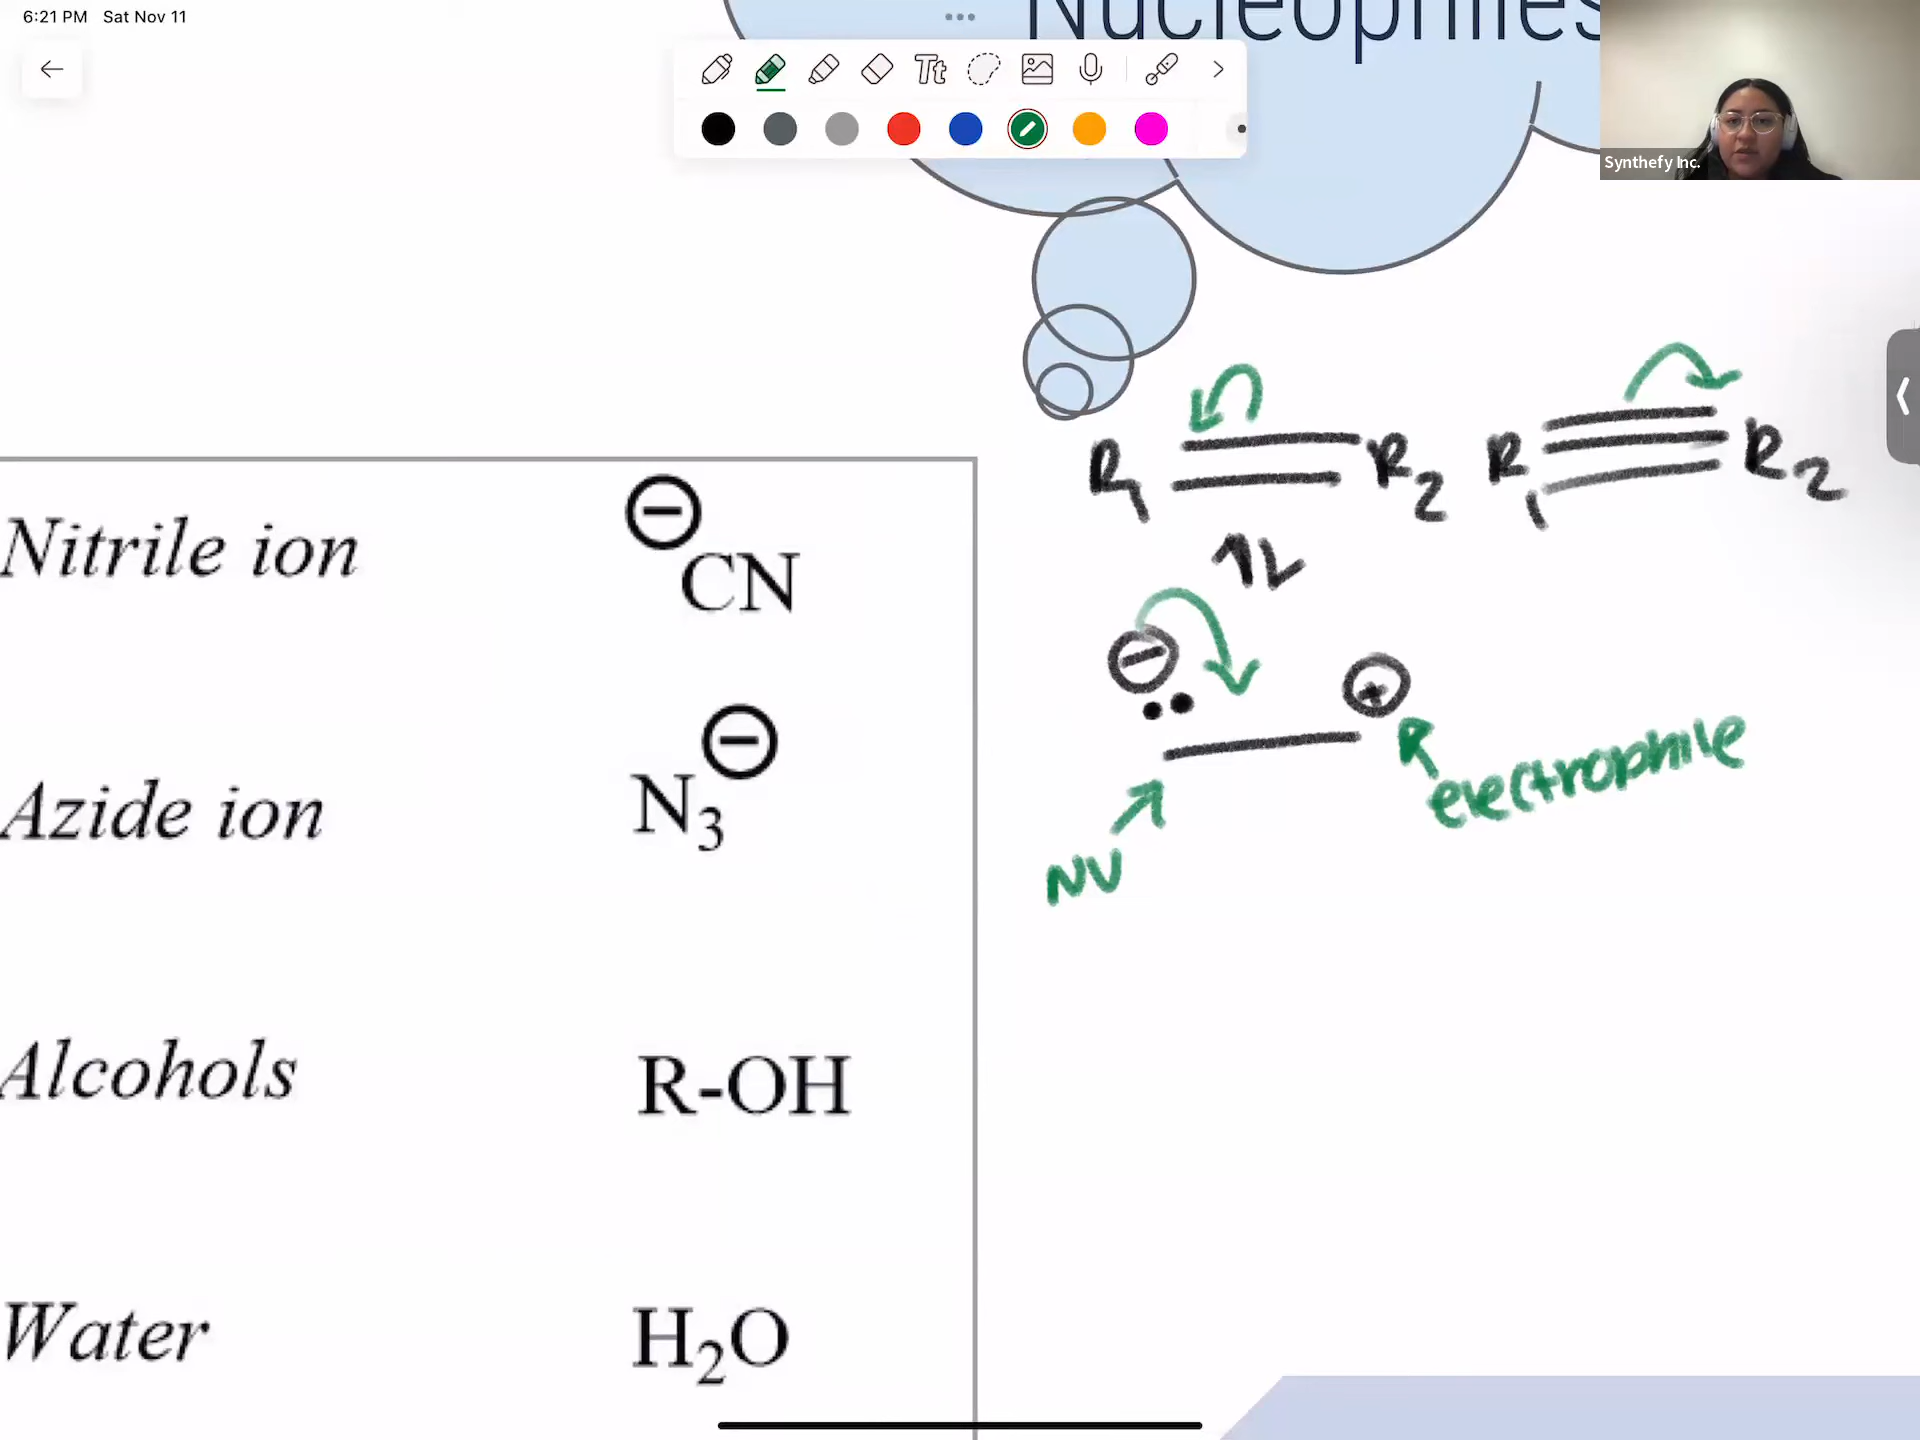 6:21 PM Sat Nov 11
Nucleophiles
Tt
Synthefy Inc.
R1 R2 R1 R2
Nitrile ion ⊖CN
⊖ ⊕
electrophile
Azide ion N3⊖
NU
Alcohols R-OH
Water H2O